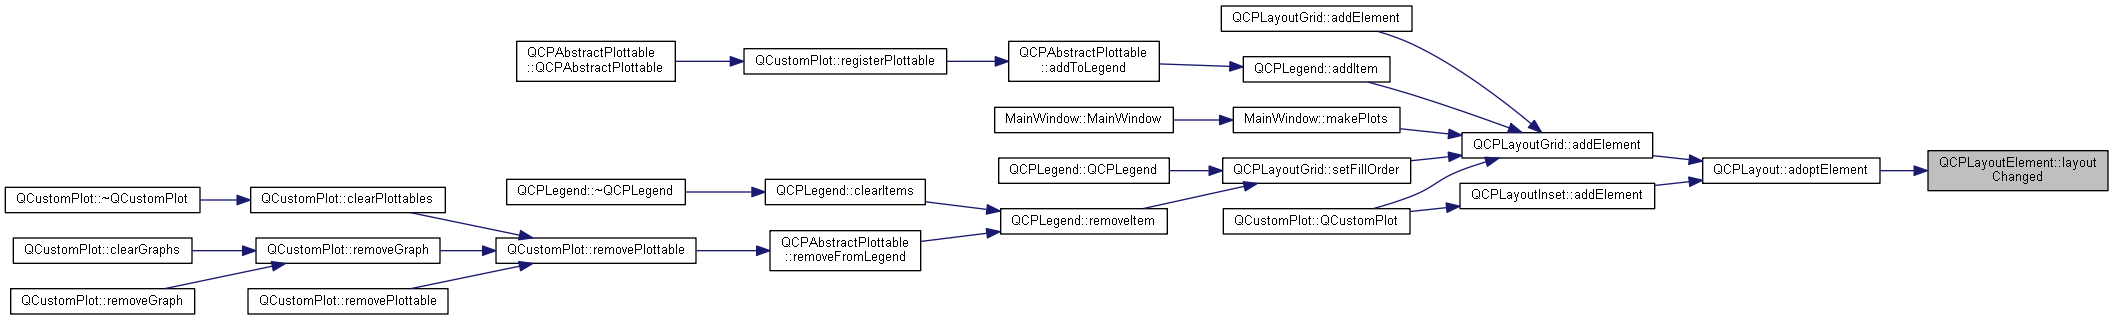 QCPLayoutGrid::addElement
QCPAbstractPlottable
::QCPAbstractPlottable
QCustomPlot::registerPlottable
QCPAbstractPlottable
::addToLegend
QCPLegend::addItem
MainWindow::MainWindow
MainWindow::makePlots
QCPLayoutGrid::addElement
QCPLegend::QCPLegend
QCPLayoutGrid::setFillOrder
QCPLayout::adoptElement
QCPLayoutElement::layout
Changed
QCustomPlot::~QCustomPlot
QCustomPlot::clearPlottables
QCPLegend::~QCPLegend
QCPLegend::clearItems
QCPLegend::removeItem
QCustomPlot::QCustomPlot
QCPLayoutInset::addElement
QCustomPlot::clearGraphs
QCustomPlot::removeGraph
QCustomPlot::removePlottable
QCPAbstractPlottable
::removeFromLegend
QCustomPlot::removeGraph
QCustomPlot::removePlottable